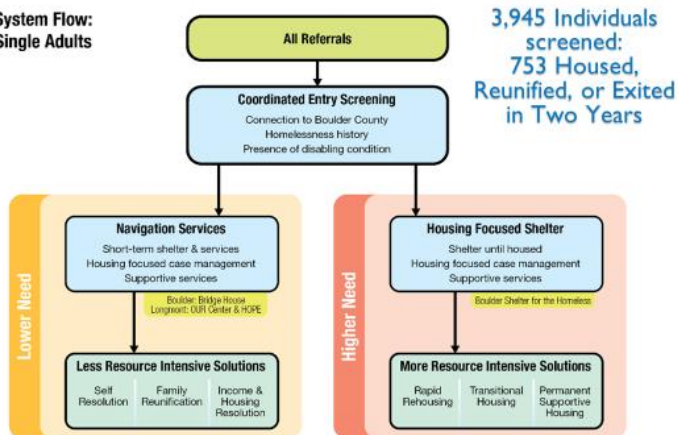 System Flow:
Single Adults
3,945 Individuals
screened:
753 Housed,
Reunified, or Exited
in Two Years
All Referrals
Coordinated Entry Screening
Connection to Boulder County
Homelessness history
Presence of disabling condition
Lower Need
Navigation Services
Short-term shelter & services
Housing focused case management
Supportive services
Boulder: Bridge House
Longmont: OUR Center & HOPE
Less Resource Intensive Solutions
Self
Resolution
Family
Reunification
Income &
Housing
Resolution
Higher Need
Housing Focused Shelter
Shelter until housed
Housing focused case management
Supportive services
Boulder Shelter for the Homeless
More Resource Intensive Solutions
Rapid
Rehousing
Transitional
Housing
Permanent
Supportive
Housing